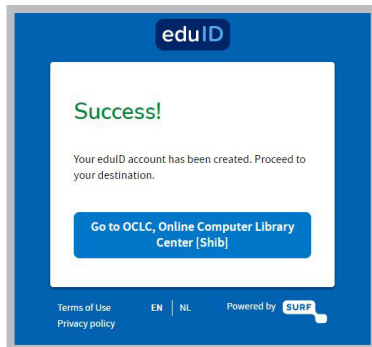 eduID
Success!
Your eduID account has been created. Proceed to
your destination.
Go to OCLC, Online Computer Library
Center [Shib]
Terms of Use
EN | NL
Powered by SURF
Privacy policy